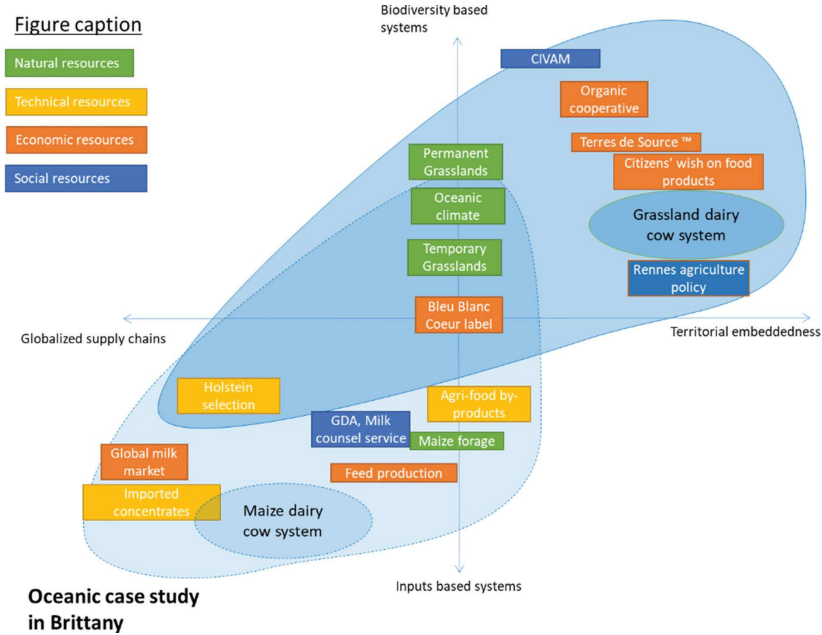 Figure caption
Natural resources
Technical resources
Economic resources
Social resources
Biodiversity based
systems
CIVAM
Organic
cooperative
Terres de Source ™
Citizens' wish on food
products
Permanent
Grasslands
Oceanic
climate
Grassland dairy
cow system
Temporary
Grasslands
Rennes agriculture
policy
Bleu Blanc
Coeur label
Globalized supply chains
Territorial embeddedness
Holstein
selection
Agri-food by-
products
GDA, Milk
counsel service
Maize forage
Global milk
market
Feed production
Imported
concentrates
Maize dairy
cow system
Inputs based systems
Oceanic case study
in Brittany